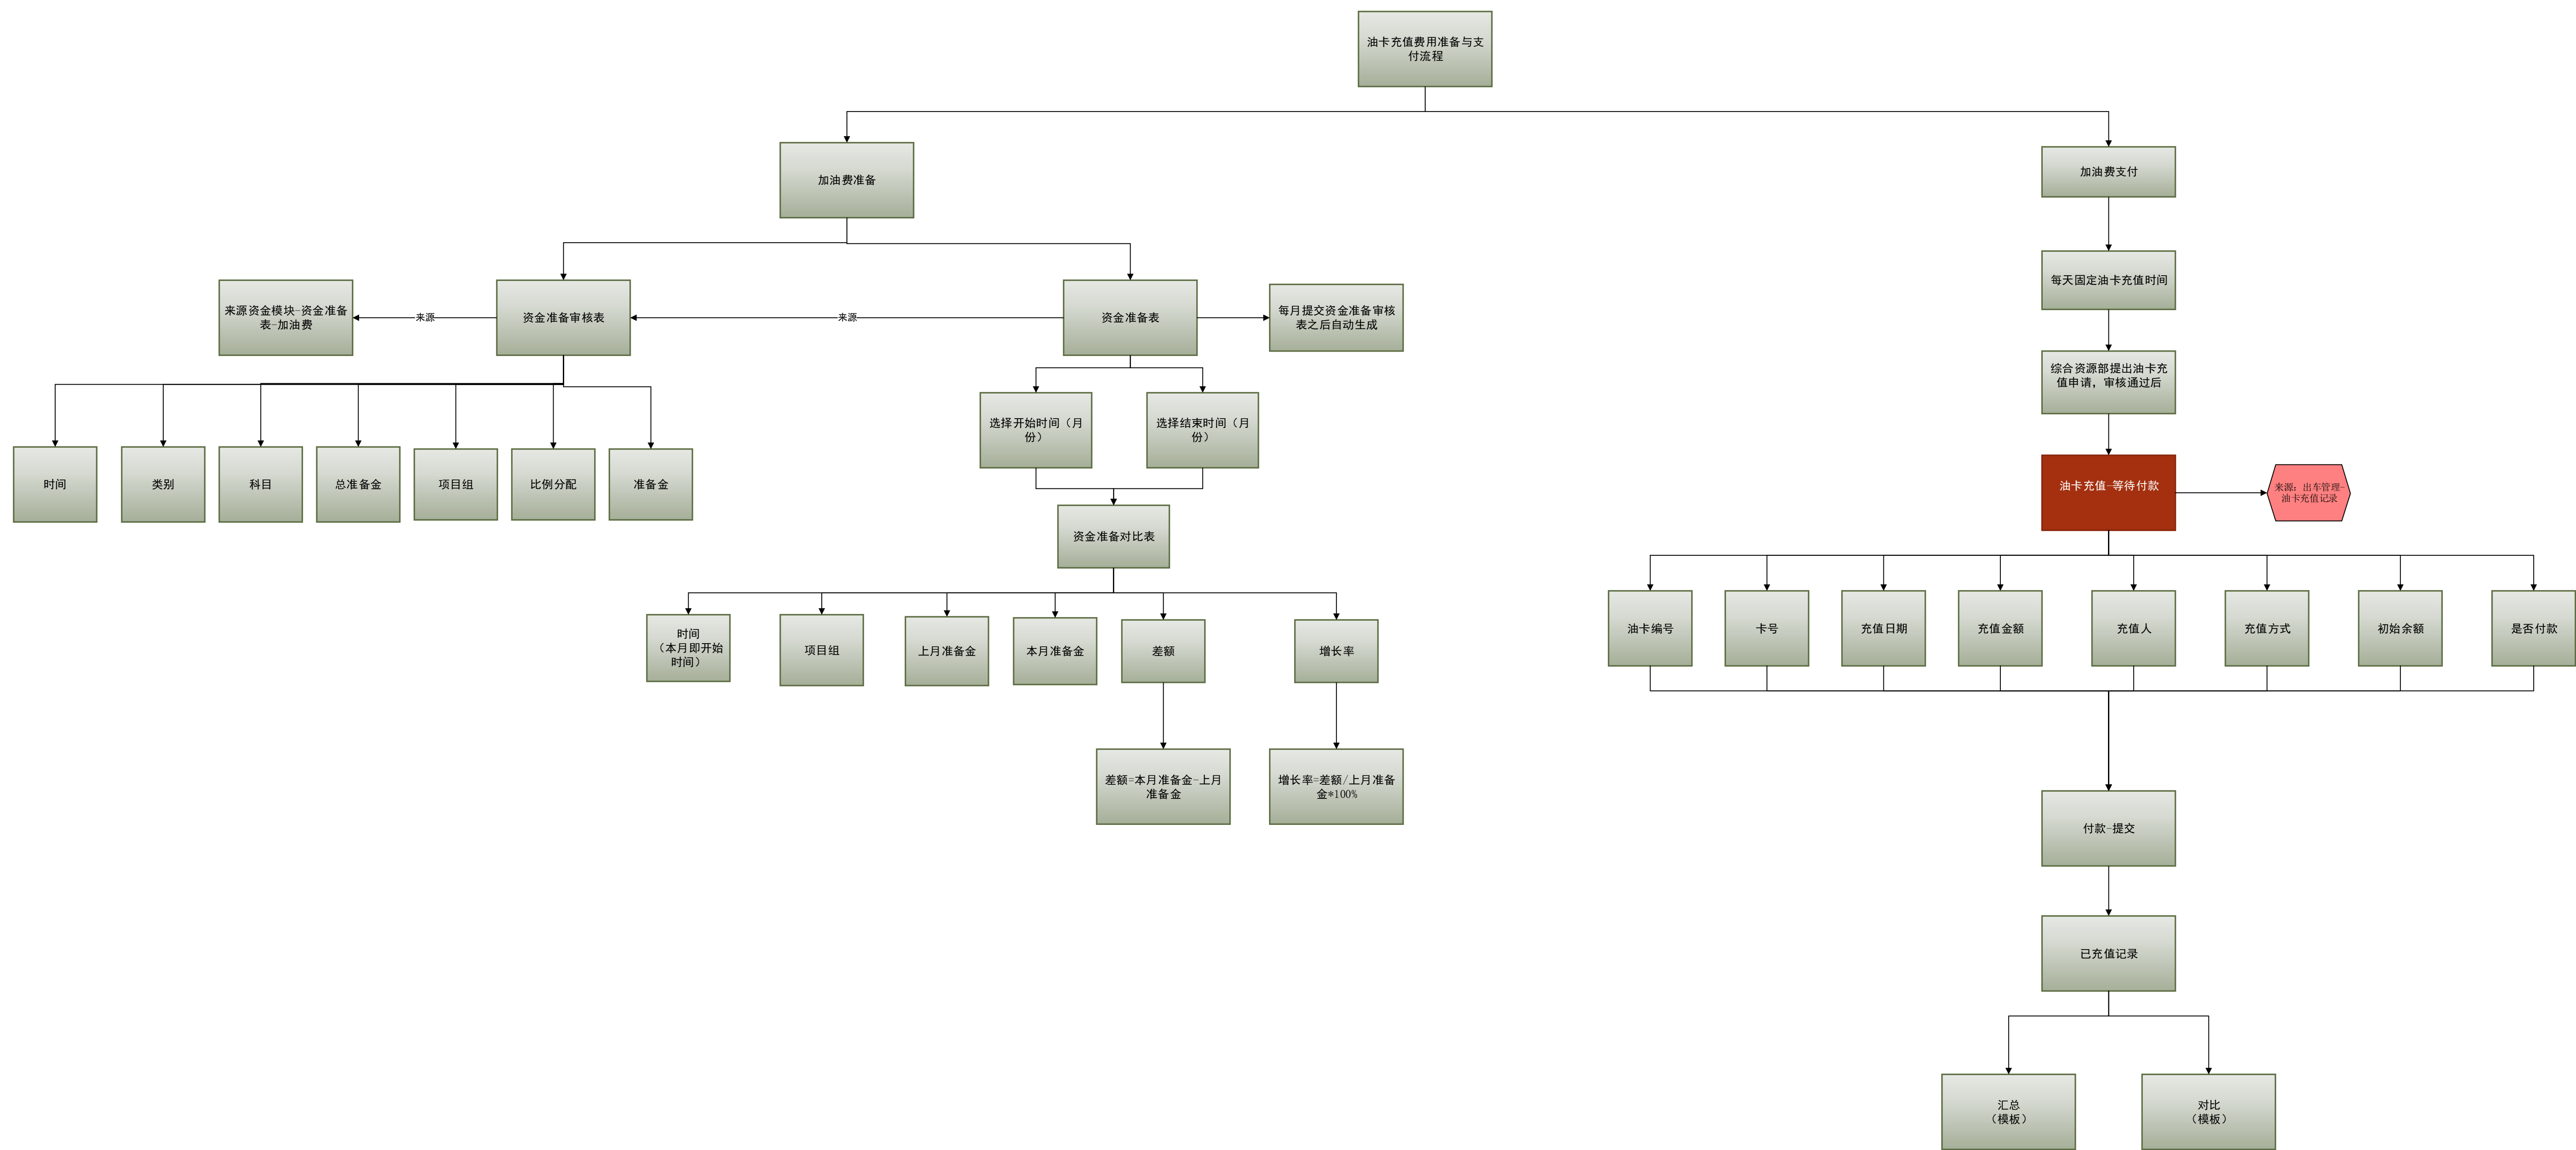 油卡充值费用准备与支
付流程
加油费准备
加油费支付
每天固定油卡充值时间
来源资金模块-资金准备
表-加油费
来源
资金准备审核表
来源
资金准备表
每月提交资金准备审核
表之后自动生成
综合资源部提出油卡充
值申请，审核通过后
时间
类别
科目
总准备金
项目组
比例分配
准备金
选择开始时间（月
份）
选择结束时间（月
份）
油卡充值-等待付款
来源：出车管理-
油卡充值记录
资金准备对比表
时间
（本月即开始
时间）
项目组
上月准备金
本月准备金
差额
增长率
油卡编号
卡号
充值日期
充值金额
充值人
充值方式
初始余额
是否付款
差额=本月准备金-上月
准备金
增长率=差额/上月准备
金*100%
付款-提交
已充值记录
汇总
（模板）
对比
（模板）